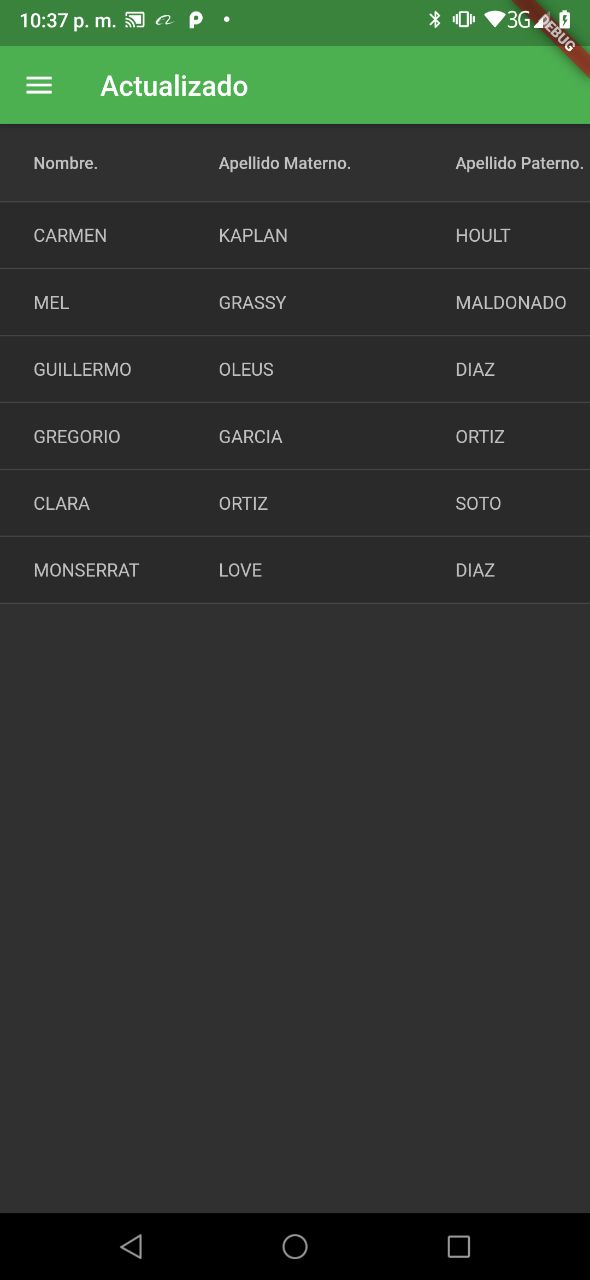 10:37 p. m. 3G
DEBUG
Actualizado
Nombre. Apellido Materno. Apellido Paterno.
CARMEN KAPLAN HOULT
MEL GRASSY MALDONADO
GUILLERMO OLEUS DIAZ
GREGORIO GARCIA ORTIZ
CLARA ORTIZ SOTO
MONSERRAT LOVE DIAZ